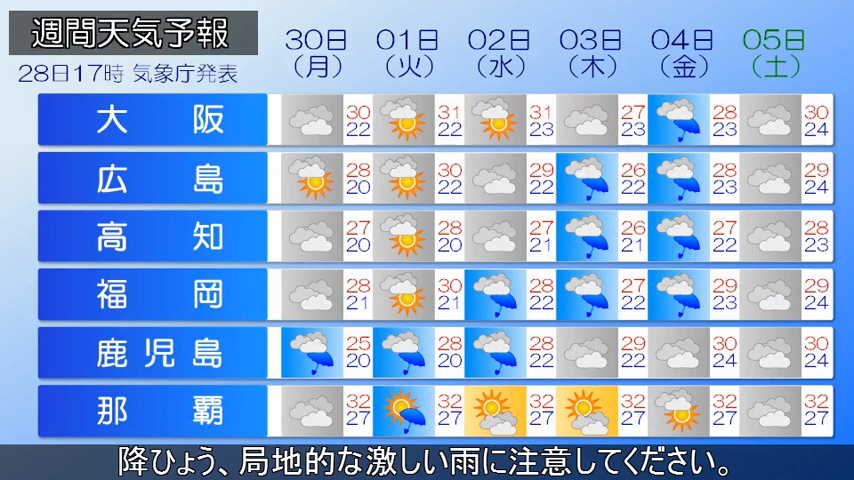 週間天気予報
28日17時 気象庁発表
30日 01日 02日 03日 04日 05日
（月） （火） （水） （木） （金） （土）
大阪 30 22 31 22 31 23 27 23 28 23 30 24
広島 28 20 30 22 29 22 26 22 28 23 29 24
高知 27 20 28 20 27 21 26 21 27 22 28 23
福岡 28 21 30 21 28 22 27 22 29 23 29 24
鹿児島 25 20 28 20 28 22 29 22 30 24 30 24
那覇 32 27 32 27 32 27 32 27 32 27 32 27
降ひょう、局地的な激しい雨に注意してください。